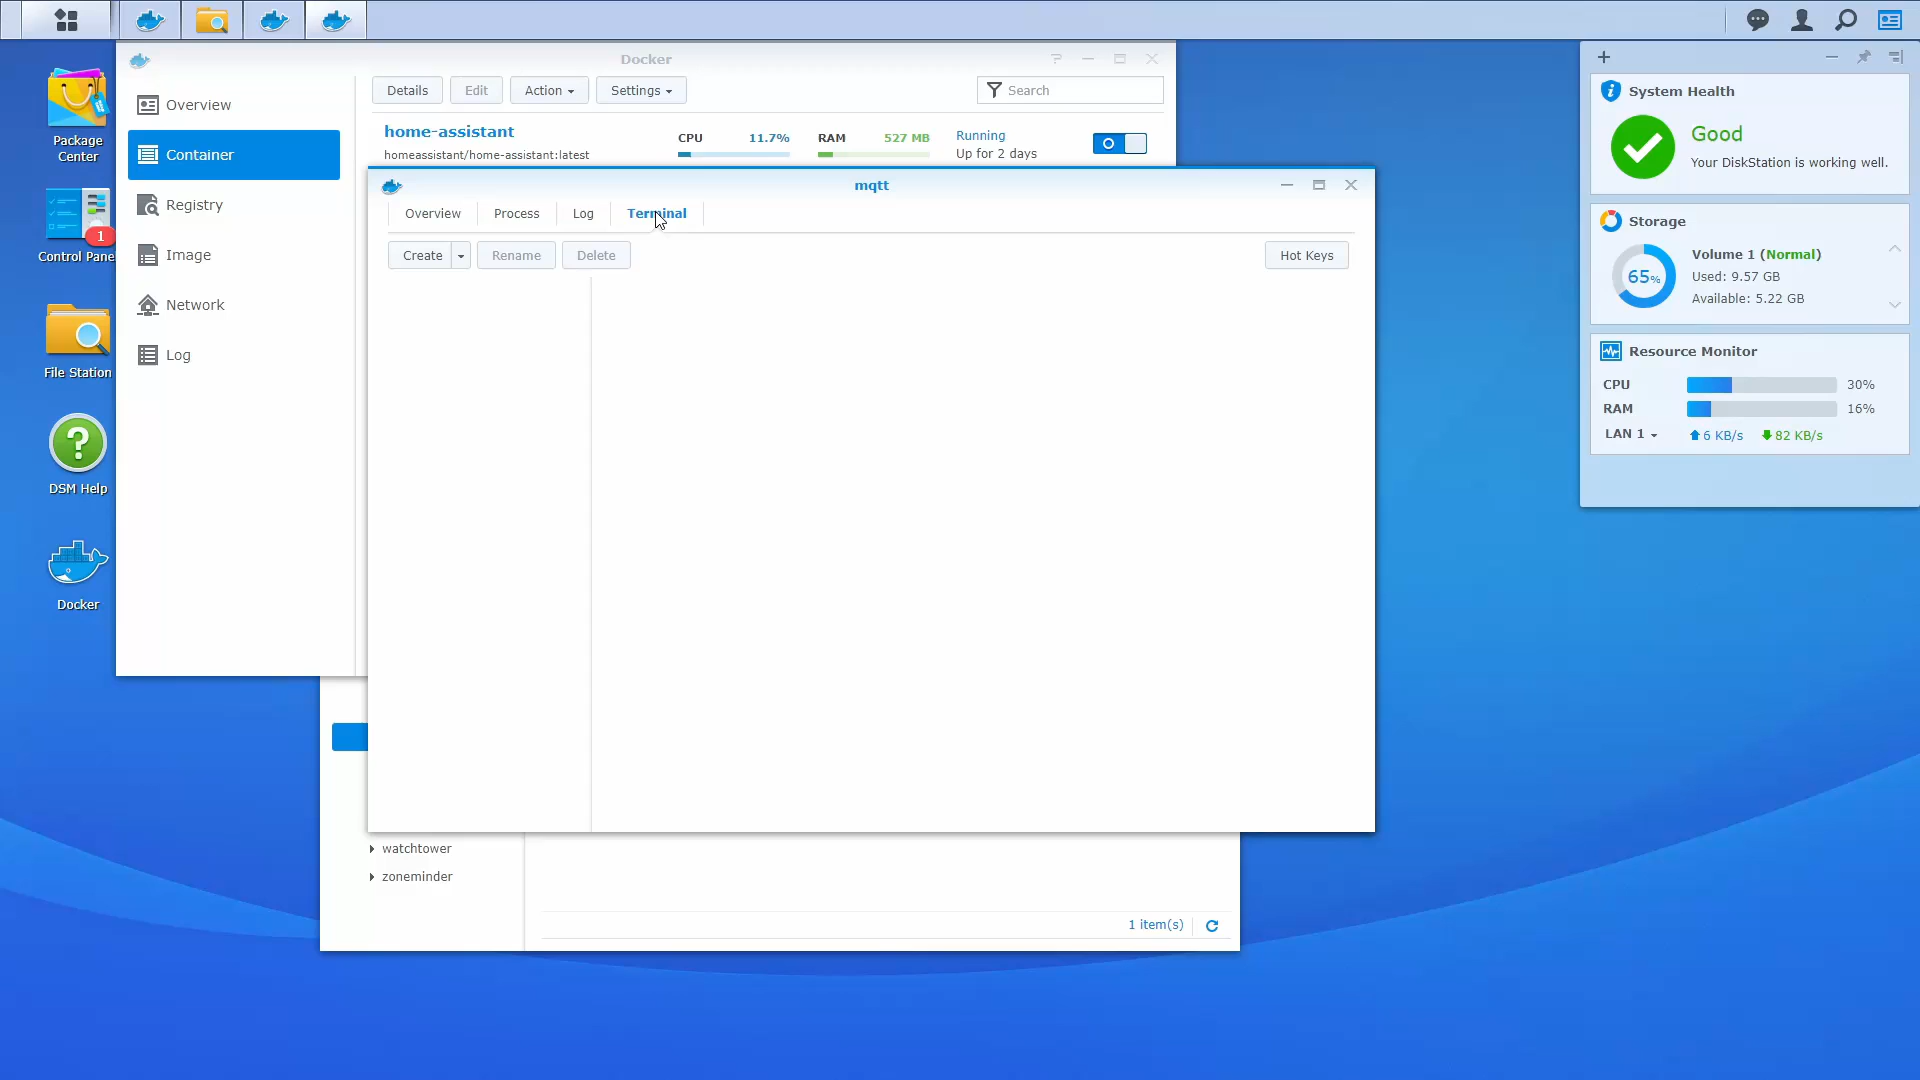 Docker
Details
Edit
Action
Settings
Search
home-assistant
homeassistant/home-assistant:latest
CPU 11.7%
RAM 527 MB
Running
Up for 2 days
Overview
Container
Registry
Image
Network
Log
mqtt
Overview
Process
Log
Terminal
Create
Rename
Delete
Hot Keys
watchtower
zoneminder
1 item(s)
Package
Center
1
Control Pane
File Station
?
DSM Help
Docker
System Health
Good
Your DiskStation is working well.
Storage
65%
Volume 1 (Normal)
Used: 9.57 GB
Available: 5.22 GB
Resource Monitor
CPU 30%
RAM 16%
LAN 1 6 KB/s 82 KB/s